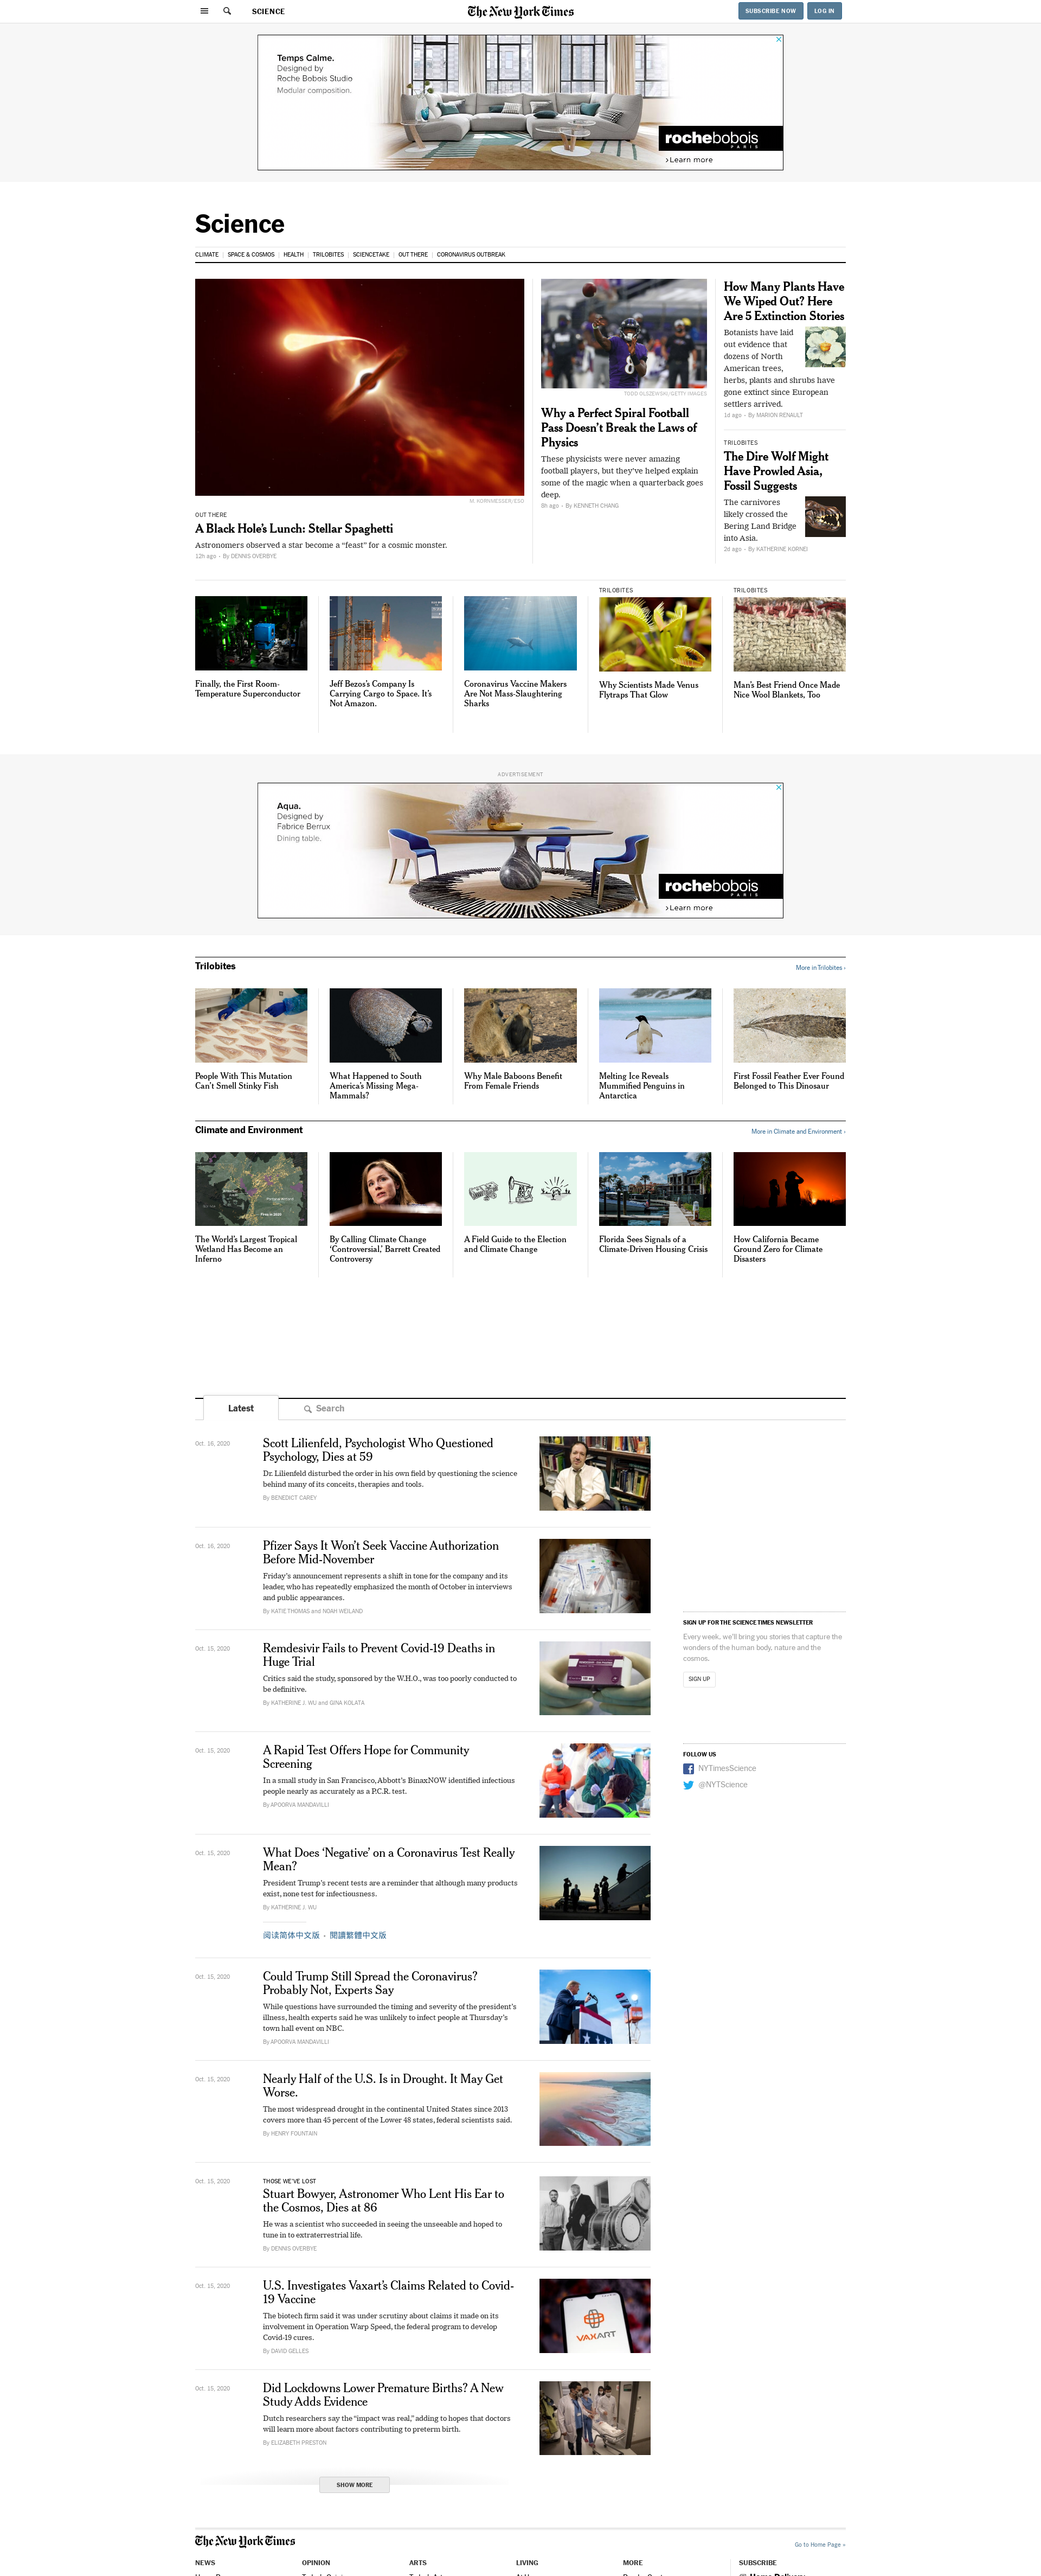 SCIENCE
The New York Times
SUBSCRIBE NOW
LOG IN
Temps Calme.
Designed by
Roche Bobois Studio
Modular composition.
rochebobois
PARIS
Learn more
Science
CLIMATE
SPACE & COSMOS
HEALTH
TRILOBITES
SCIENCETAKE
OUT THERE
CORONAVIRUS OUTBREAK
M. KORNMESSER/ESO
OUT THERE
A Black Hole's Lunch: Stellar Spaghetti
Astronomers observed a star become a “feast” for a cosmic monster.
12h ago • By DENNIS OVERBYE
TODD OLSZEWSKI/GETTY IMAGES
Why a Perfect Spiral Football
Pass Doesn't Break the Laws of
Physics
These physicists were never amazing
football players, but they've helped explain
some of the magic when a quarterback goes
deep.
8h ago • By KENNETH CHANG
How Many Plants Have
We Wiped Out? Here
Are 5 Extinction Stories
Botanists have laid
out evidence that
dozens of North
American trees,
herbs, plants and shrubs have
gone extinct since European
settlers arrived.
1d ago • By MARION RENAULT
TRILOBITES
The Dire Wolf Might
Have Prowled Asia,
Fossil Suggests
The carnivores
likely crossed the
Bering Land Bridge
into Asia.
2d ago • By KATHERINE KORNEI
Finally, the First Room-
Temperature Superconductor
Jeff Bezos's Company Is
Carrying Cargo to Space. It's
Not Amazon.
Coronavirus Vaccine Makers
Are Not Mass-Slaughtering
Sharks
TRILOBITES
Why Scientists Made Venus
Flytraps That Glow
TRILOBITES
Man's Best Friend Once Made
Nice Wool Blankets, Too
ADVERTISEMENT
Aqua.
Designed by
Fabrice Berrux
Dining table.
rochebobois
PARIS
Learn more
Trilobites
More in Trilobites ›
People With This Mutation
Can't Smell Stinky Fish
What Happened to South
America's Missing Mega-
Mammals?
Why Male Baboons Benefit
From Female Friends
Melting Ice Reveals
Mummified Penguins in
Antarctica
First Fossil Feather Ever Found
Belonged to This Dinosaur
Climate and Environment
More in Climate and Environment ›
The World's Largest Tropical
Wetland Has Become an
Inferno
By Calling Climate Change
‘Controversial,’ Barrett Created
Controversy
A Field Guide to the Election
and Climate Change
Florida Sees Signals of a
Climate-Driven Housing Crisis
How California Became
Ground Zero for Climate
Disasters
Latest
Search
Oct. 16, 2020
Scott Lilienfeld, Psychologist Who Questioned
Psychology, Dies at 59
Dr. Lilienfeld disturbed the order in his own field by questioning the science
behind many of its conceits, therapies and tools.
By BENEDICT CAREY
Oct. 16, 2020
Pfizer Says It Won't Seek Vaccine Authorization
Before Mid-November
Friday's announcement represents a shift in tone for the company and its
leader, who has repeatedly emphasized the month of October in interviews
and public appearances.
By KATIE THOMAS and NOAH WEILAND
Oct. 15, 2020
Remdesivir Fails to Prevent Covid-19 Deaths in
Huge Trial
Critics said the study, sponsored by the W.H.O., was too poorly conducted to
be definitive.
By KATHERINE J. WU and GINA KOLATA
Oct. 15, 2020
A Rapid Test Offers Hope for Community
Screening
In a small study in San Francisco, Abbott's BinaxNOW identified infectious
people nearly as accurately as a P.C.R. test.
By APOORVA MANDAVILLI
Oct. 15, 2020
What Does ‘Negative’ on a Coronavirus Test Really
Mean?
President Trump's recent tests are a reminder that although many products
exist, none test for infectiousness.
By KATHERINE J. WU
阅读简体中文版 • 閱讀繁體中文版
Oct. 15, 2020
Could Trump Still Spread the Coronavirus?
Probably Not, Experts Say
While questions have surrounded the timing and severity of the president's
illness, health experts said he was unlikely to infect people at Thursday's
town hall event on NBC.
By APOORVA MANDAVILLI
Oct. 15, 2020
Nearly Half of the U.S. Is in Drought. It May Get
Worse.
The most widespread drought in the continental United States since 2013
covers more than 45 percent of the Lower 48 states, federal scientists said.
By HENRY FOUNTAIN
Oct. 15, 2020
THOSE WE'VE LOST
Stuart Bowyer, Astronomer Who Lent His Ear to
the Cosmos, Dies at 86
He was a scientist who succeeded in seeing the unseeable and hoped to
tune in to extraterrestrial life.
By DENNIS OVERBYE
Oct. 15, 2020
U.S. Investigates Vaxart's Claims Related to Covid-
19 Vaccine
The biotech firm said it was under scrutiny about claims it made on its
involvement in Operation Warp Speed, the federal program to develop
Covid-19 cures.
By DAVID GELLES
VAXART
Oct. 15, 2020
Did Lockdowns Lower Premature Births? A New
Study Adds Evidence
Dutch researchers say the “impact was real,” adding to hopes that doctors
will learn more about factors contributing to preterm birth.
By ELIZABETH PRESTON
SHOW MORE
SIGN UP FOR THE SCIENCE TIMES NEWSLETTER
Every week, we'll bring you stories that capture the
wonders of the human body, nature and the
cosmos.
SIGN UP
FOLLOW US
NYTimesScience
@NYTScience
The New York Times
Go to Home Page »
NEWS
OPINION
ARTS
LIVING
MORE
SUBSCRIBE